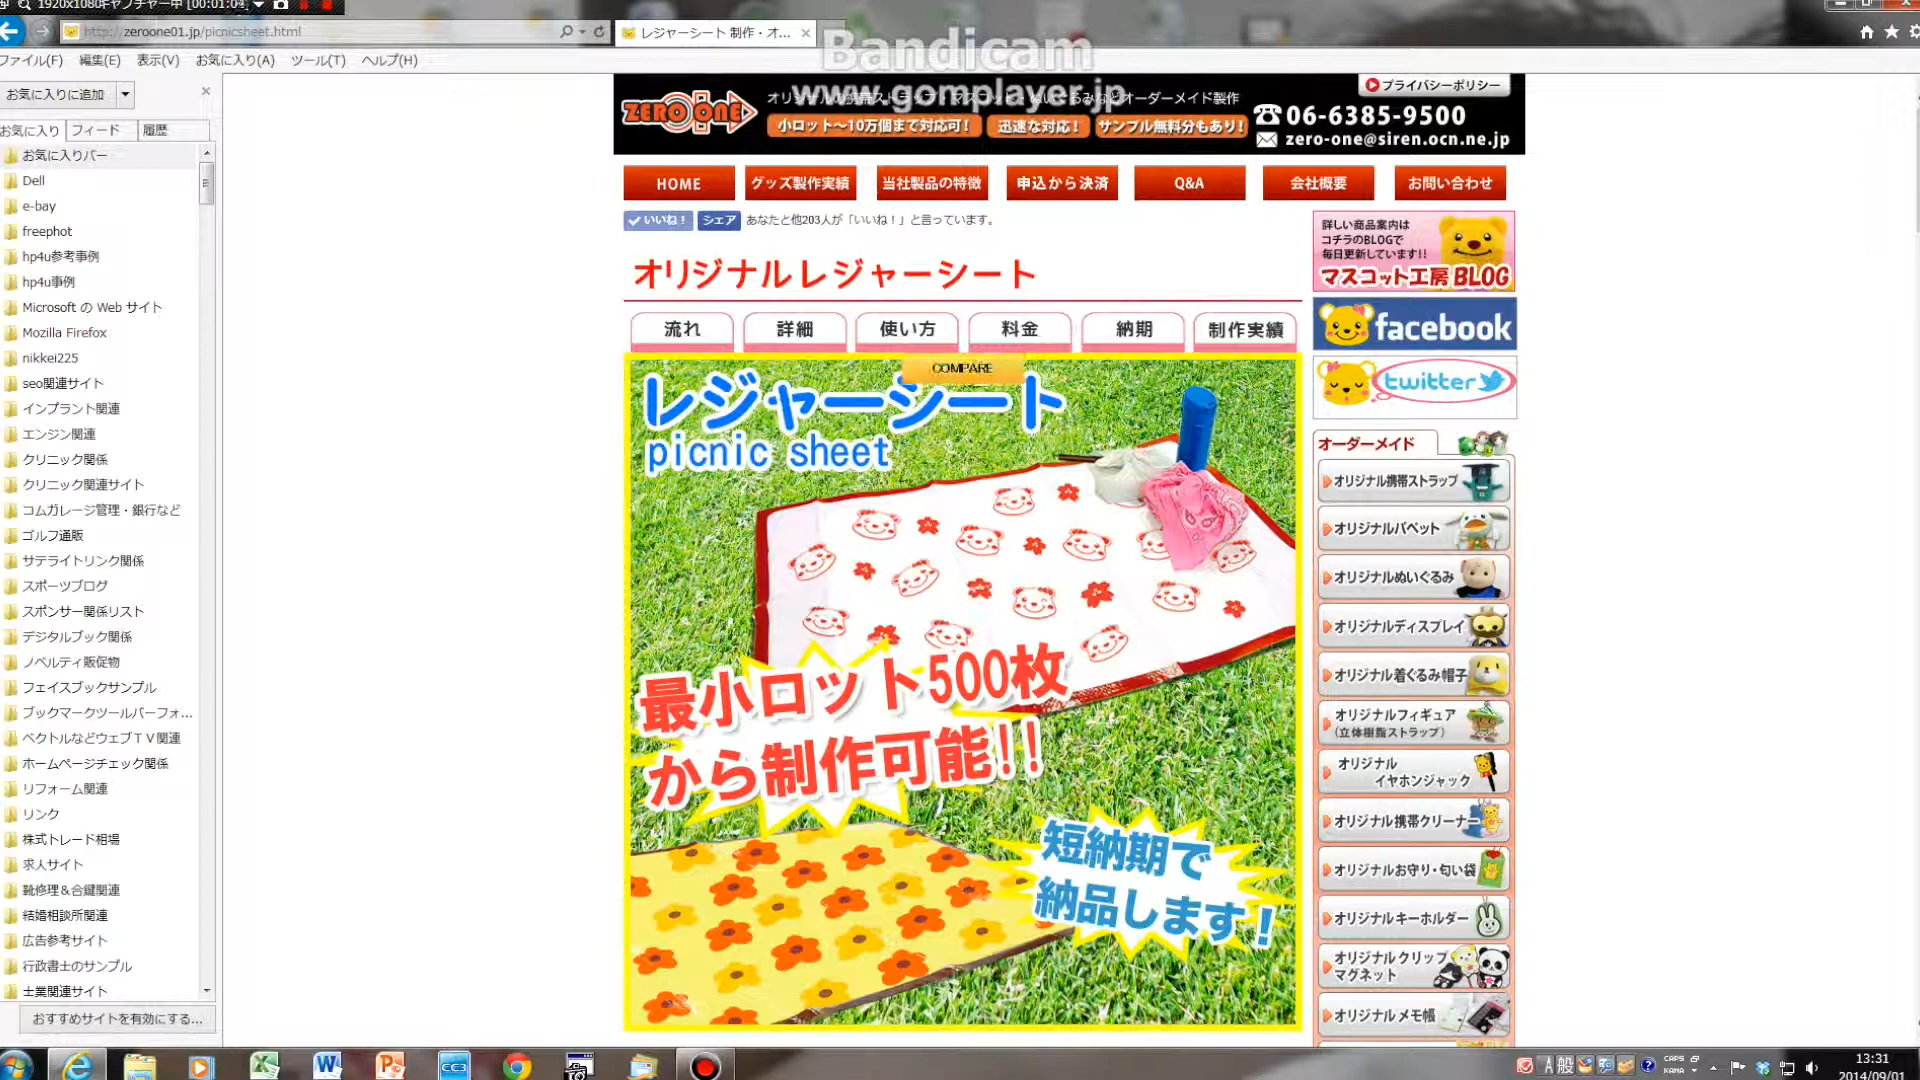 1920x1080キャプチャー中 [00:01:04]
http://zeroone01.jp/picnicsheet.html
レジャーシート 制作・オ...
Bandicam
www.gomplayer.jp
ファイル(F) 編集(E) 表示(V) お気に入り(A) ツール(T) ヘルプ(H)
お気に入りに追加
お気に入り フィード 履歴
お気に入りバー
Dell
e-bay
freephot
hp4u参考事例
hp4u事例
Microsoft の Web サイト
Mozilla Firefox
nikkei225
seo関連サイト
インプラント関連
エンジン関連
クリニック関係
クリニック関連サイト
コムガレージ管理・銀行など
ゴルフ通販
サテライトリンク関係
スポーツブログ
スポンサー関係リスト
デジタルブック関係
ノベルティ販促物
フェイスブックサンプル
ブックマークツールバーフォ...
ベクトルなどウェブTV関連
ホームページチェック関係
リフォーム関連
リンク
株式トレード相場
求人サイト
靴修理&合鍵関連
結婚相談所関連
広告参考サイト
行政書士のサンプル
士業関連サイト
おすすめサイトを有効にする...
ZERO ONE
オリジナルの携帯ストラップ・マスコット・ぬいぐるみなどオーダーメイド製作
小ロット～10万個まで対応可! 迅速な対応! サンプル無料分もあり!
プライバシーポリシー
06-6385-9500
zero-one@siren.ocn.ne.jp
HOME グッズ製作実績 当社製品の特徴 申込から決済 Q&A 会社概要 お問い合わせ
いいね! シェア あなたと他203人が「いいね!」と言っています。
オリジナルレジャーシート
流れ 詳細 使い方 料金 納期 制作実績
COMPARE
レジャーシート
picnic sheet
最小ロット500枚
から制作可能!!
短納期で
納品します!
詳しい商品案内は
コチラのBLOGで
毎日更新しています!!
マスコット工房BLOG
facebook
twitter
オーダーメイド
オリジナル携帯ストラップ
オリジナルパペット
オリジナルぬいぐるみ
オリジナルディスプレイ
オリジナル着ぐるみ帽子
オリジナルフィギュア
(立体樹脂ストラップ)
オリジナル
イヤホンジャック
オリジナル携帯クリーナー
オリジナルお守り・匂い袋
オリジナルキーホルダー
オリジナルクリップ
マグネット
オリジナルメモ帳
CC3
A 般
CAPS
KANA
13:31
2014/09/01